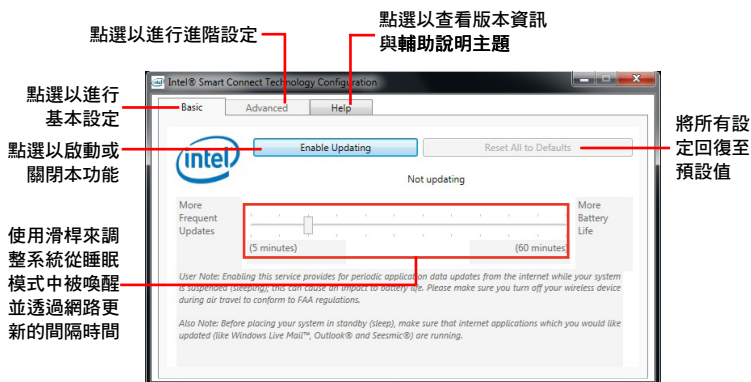 點選以進行進階設定
點選以查看版本資訊
與輔助說明主題
點選以進行
基本設定
點選以啟動或
關閉本功能
使用滑桿來調
整系統從睡眠
模式中被喚醒
並透過網路更
新的間隔時間
將所有設
定回復至
預設值
Intel® Smart Connect Technology Configuration
Basic
Advanced
Help
intel
Enable Updating
Reset All to Defaults
Not updating
More
Frequent
Updates
More
Battery
Life
(5 minutes)
(60 minutes)
User Note: Enabling this service provides for periodic application data updates from the internet while your system
is suspended (sleeping); this can cause an impact to battery life. Please make sure you turn off your wireless device
during air travel to conform to FAA regulations.
Also Note: Before placing your system in standby (sleep), make sure that internet applications which you would like
updated (like Windows Live Mail™, Outlook® and Seesmic®) are running.